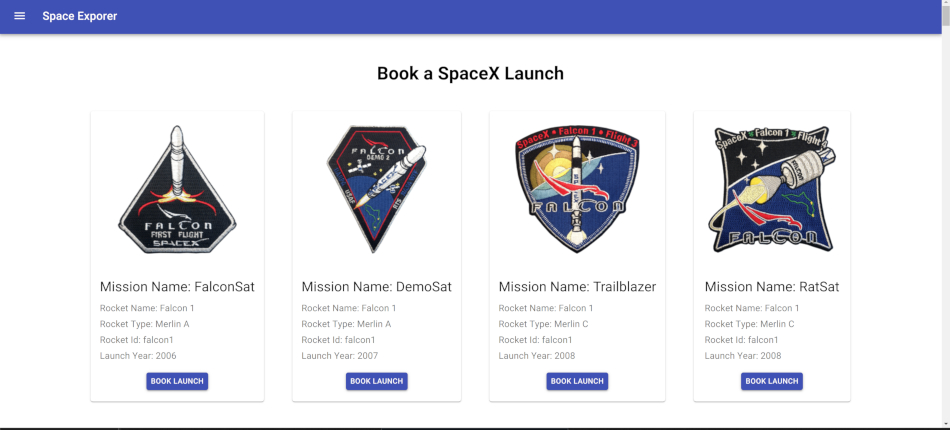 Space Exporer
Book a SpaceX Launch
FALCON
FIRST FLIGHT
SPACEX
FALCON
DEMO 2
SpaceX • Falcon 1 • Flight 3
FALCON
SpaceX Falcon 1 Flight 4
FALCON
Mission Name: FalconSat
Rocket Name: Falcon 1
Rocket Type: Merlin A
Rocket Id: falcon1
Launch Year: 2006
BOOK LAUNCH
Mission Name: DemoSat
Rocket Name: Falcon 1
Rocket Type: Merlin A
Rocket Id: falcon1
Launch Year: 2007
BOOK LAUNCH
Mission Name: Trailblazer
Rocket Name: Falcon 1
Rocket Type: Merlin C
Rocket Id: falcon1
Launch Year: 2008
BOOK LAUNCH
Mission Name: RatSat
Rocket Name: Falcon 1
Rocket Type: Merlin C
Rocket Id: falcon1
Launch Year: 2008
BOOK LAUNCH